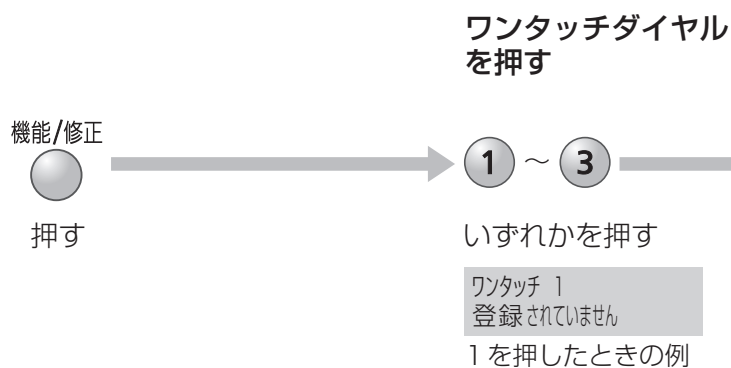 ワンタッチダイヤル
を押す
機能/修正
1 ～ 3
押す
いずれかを押す
ワンタッチ 1
登録されていません
1を押したときの例